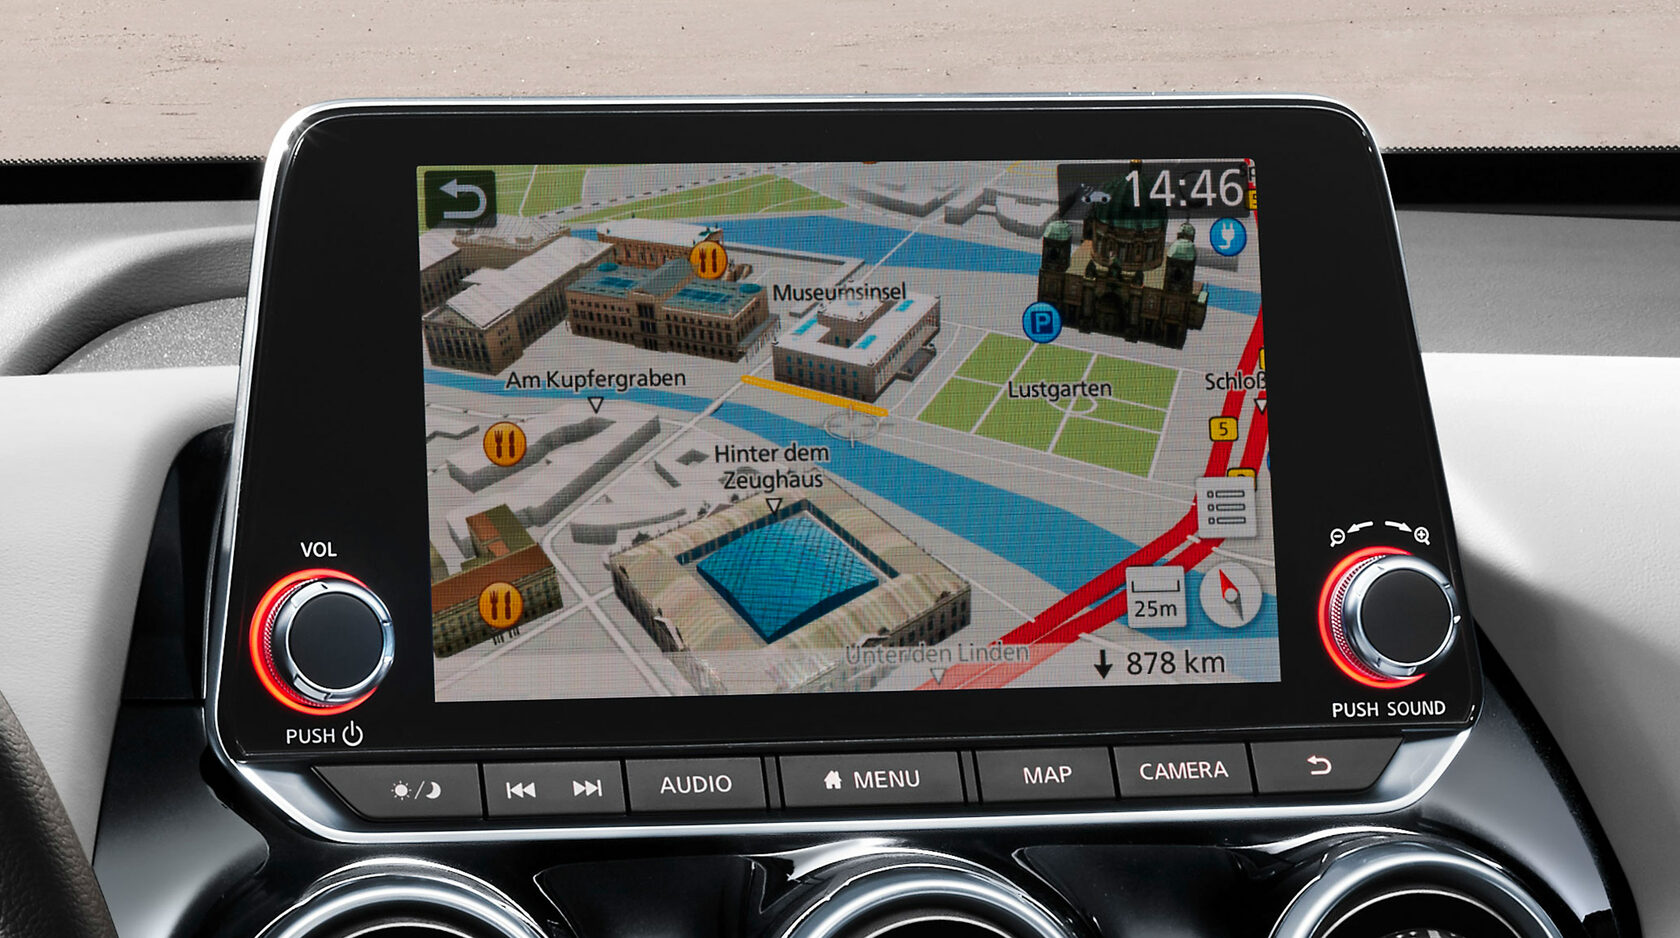 14:46
Museumsinsel
P
Am Kupfergraben
Lustgarten
Schloß
5
Hinter dem
Zeughaus
25m
Unter den Linden
878 km
VOL
PUSH
PUSH SOUND
AUDIO
MENU
MAP
CAMERA